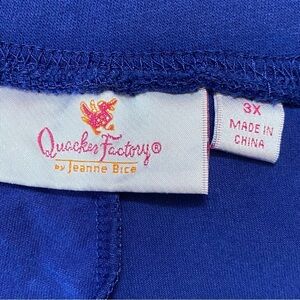 Quacker Factory®
by Jeanne Bice
3X
MADE IN
CHINA